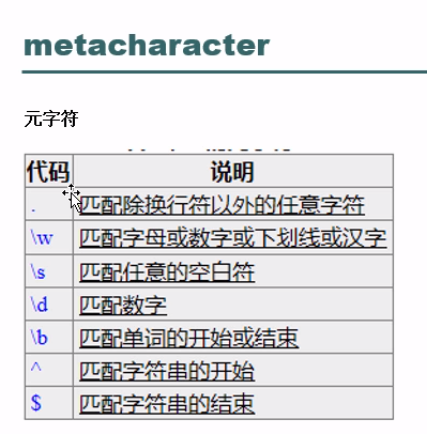 metacharacter
元字符
代码 说明
. 匹配除换行符以外的任意字符
\w 匹配字母或数字或下划线或汉字
\s 匹配任意的空白符
\d 匹配数字
\b 匹配单词的开始或结束
^ 匹配字符串的开始
$ 匹配字符串的结束